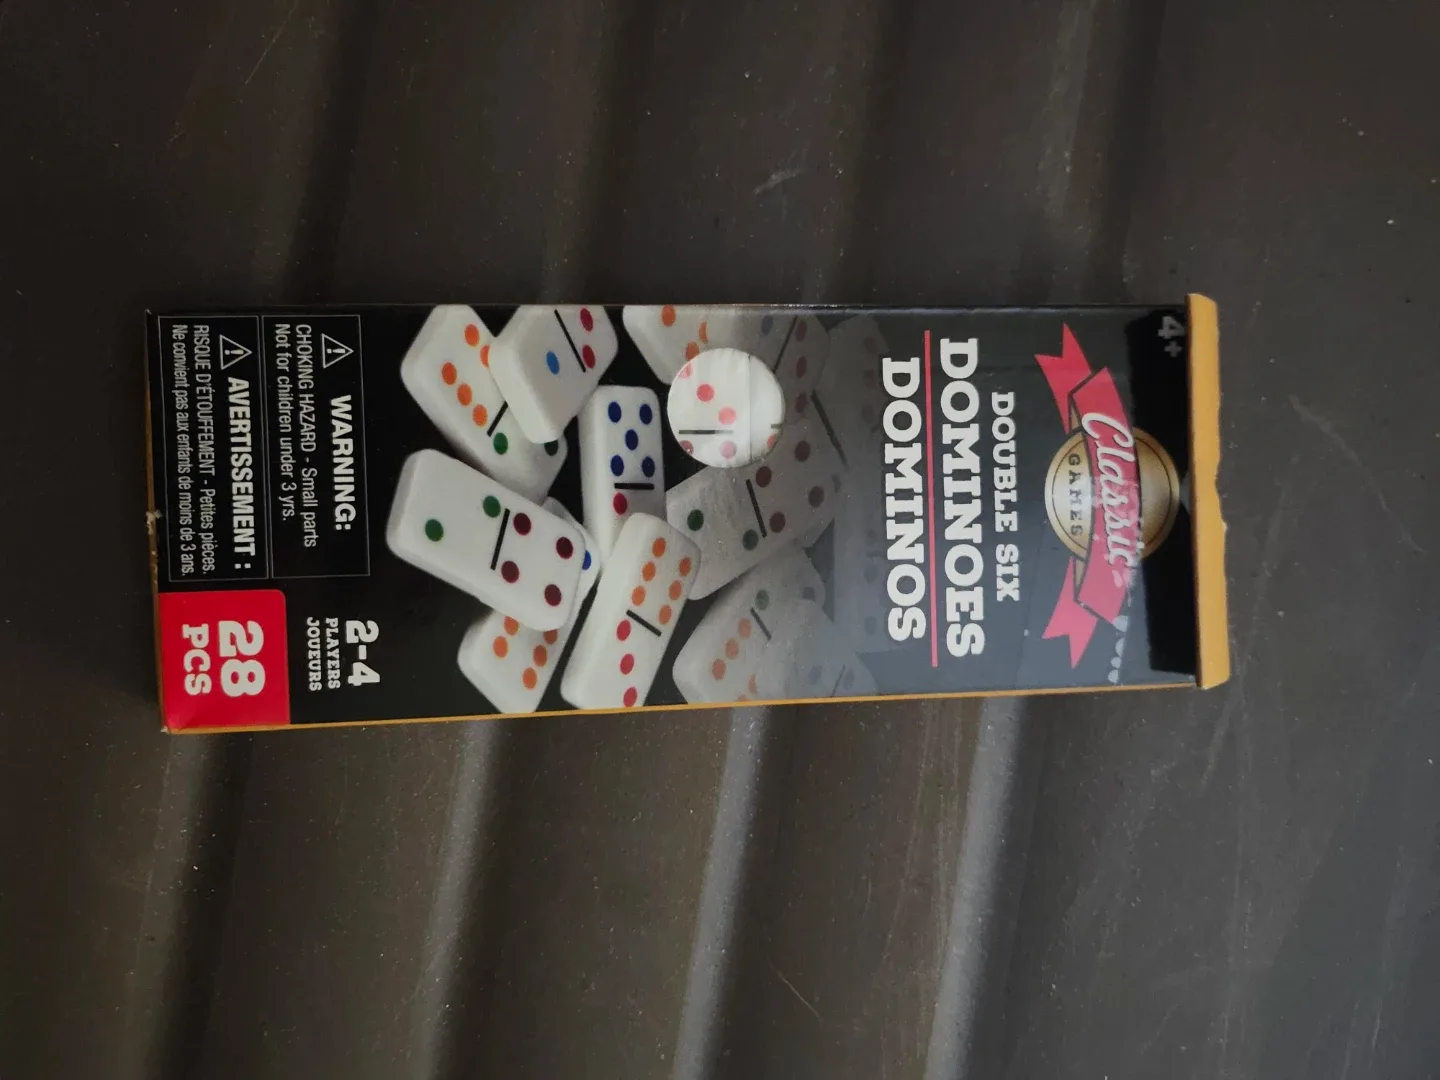 4+
Classic
GAMES
DOUBLE SIX
DOMINOES
DOMINOS
2-4
PLAYERS
JOUEURS
WARNING:
CHOKING HAZARD - Small parts
Not for children under 3 yrs.
AVERTISSEMENT :
RISQUE D'ÉTOUFFEMENT - Petites pièces.
Ne convient pas aux enfants de moins de 3 ans.
28
PCS